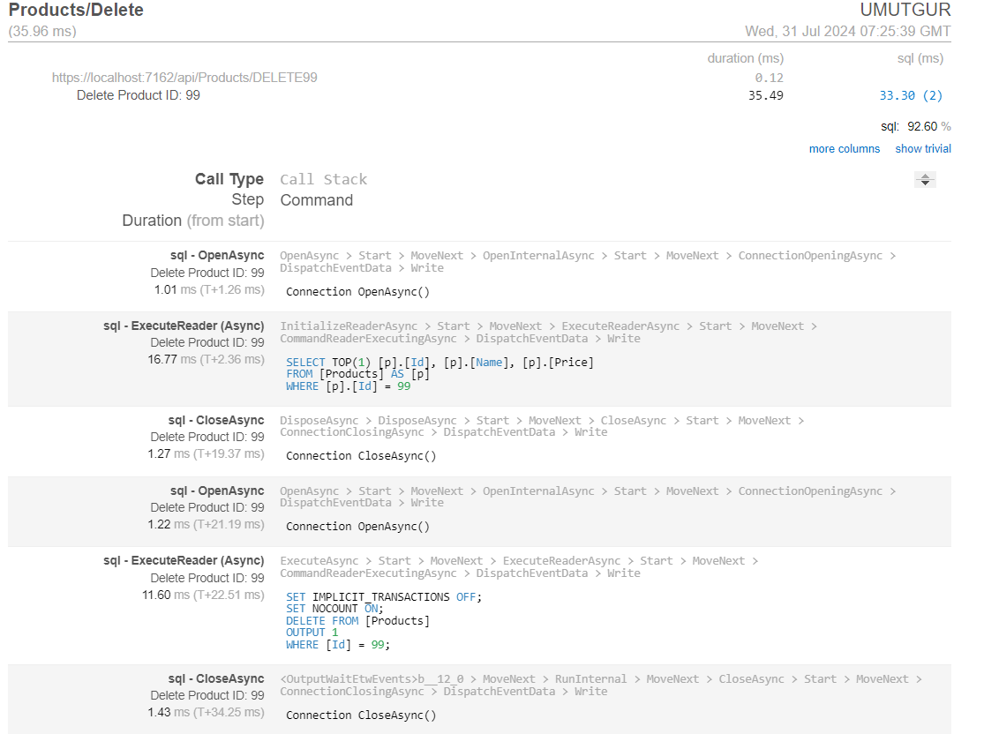 Products/Delete
UMUTGUR
(35.96 ms)
Wed, 31 Jul 2024 07:25:39 GMT
duration (ms)
sql (ms)
https://localhost:7162/api/Products/DELETE99
0.12
Delete Product ID: 99
35.49
33.30 (2)
sql: 92.60 %
more columns
show trivial
Call Type
Call Stack
Step
Command
Duration (from start)
sql - OpenAsync
OpenAsync > Start > MoveNext > OpenInternalAsync > Start > MoveNext > ConnectionOpeningAsync >
DispatchEventData > Write
Delete Product ID: 99
1.01 ms (T+1.26 ms)
Connection OpenAsync()
sql - ExecuteReader (Async)
InitializeReaderAsync > Start > MoveNext > ExecuteReaderAsync > Start > MoveNext >
CommandReaderExecutingAsync > DispatchEventData > Write
Delete Product ID: 99
16.77 ms (T+2.36 ms)
SELECT TOP(1) [p].[Id], [p].[Name], [p].[Price]
FROM [Products] AS [p]
WHERE [p].[Id] = 99
sql - CloseAsync
DisposeAsync > DisposeAsync > Start > MoveNext > CloseAsync > Start > MoveNext >
ConnectionClosingAsync > DispatchEventData > Write
Delete Product ID: 99
1.27 ms (T+19.37 ms)
Connection CloseAsync()
sql - OpenAsync
OpenAsync > Start > MoveNext > OpenInternalAsync > Start > MoveNext > ConnectionOpeningAsync >
DispatchEventData > Write
Delete Product ID: 99
1.22 ms (T+21.19 ms)
Connection OpenAsync()
sql - ExecuteReader (Async)
ExecuteAsync > Start > MoveNext > ExecuteReaderAsync > Start > MoveNext >
CommandReaderExecutingAsync > DispatchEventData > Write
Delete Product ID: 99
11.60 ms (T+22.51 ms)
SET IMPLICIT_TRANSACTIONS OFF;
SET NOCOUNT ON;
DELETE FROM [Products]
OUTPUT 1
WHERE [Id] = 99;
sql - CloseAsync
<OutputWaitEtwEvents>b__12_0 > MoveNext > RunInternal > MoveNext > CloseAsync > Start > MoveNext >
ConnectionClosingAsync > DispatchEventData > Write
Delete Product ID: 99
1.43 ms (T+34.25 ms)
Connection CloseAsync()